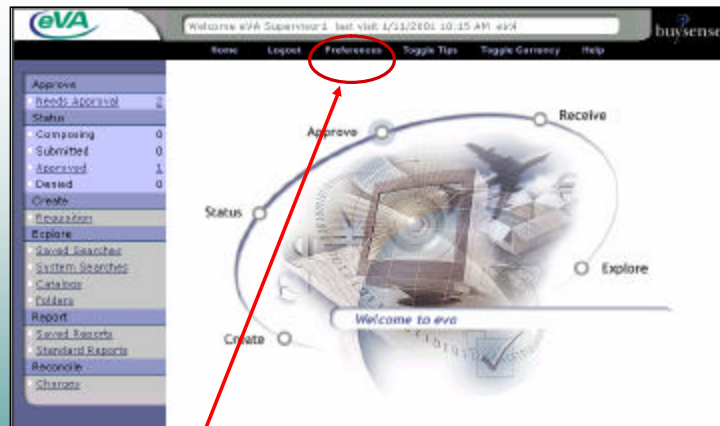 eVA
Welcome eVA Supervisor1 last visit 1/11/2001 10:15 AM eVA
buysense
Home Logout Preferences Toggle Tips Toggle Currency Help
Approve
Needs Approval 2
Status
Composing 0
Submitted 0
Approved 1
Denied 0
Create
Requisition
Explore
Saved Searches
System Searches
Catalogs
Folders
Report
Saved Reports
Standard Reports
Reconcile
Charges
Approve
Receive
Status
Explore
Create
Welcome to eva